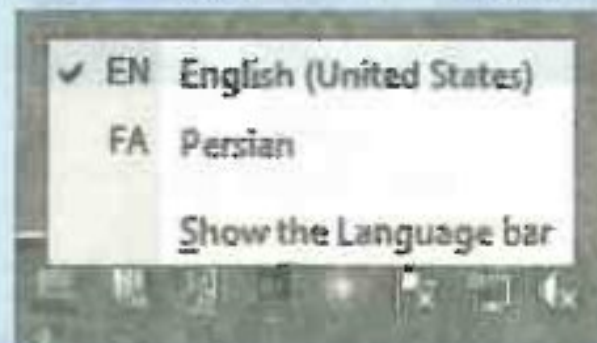 ✔ EN English (United States)
FA Persian
Show the Language bar